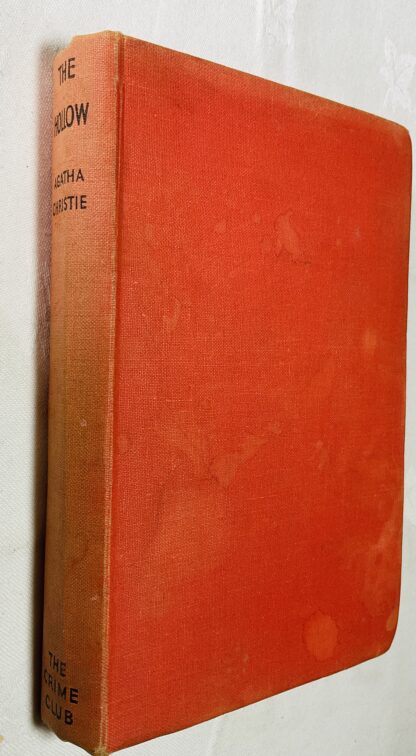 THE
HOLLOW
AGATHA
CHRISTIE
THE
CRIME
CLUB